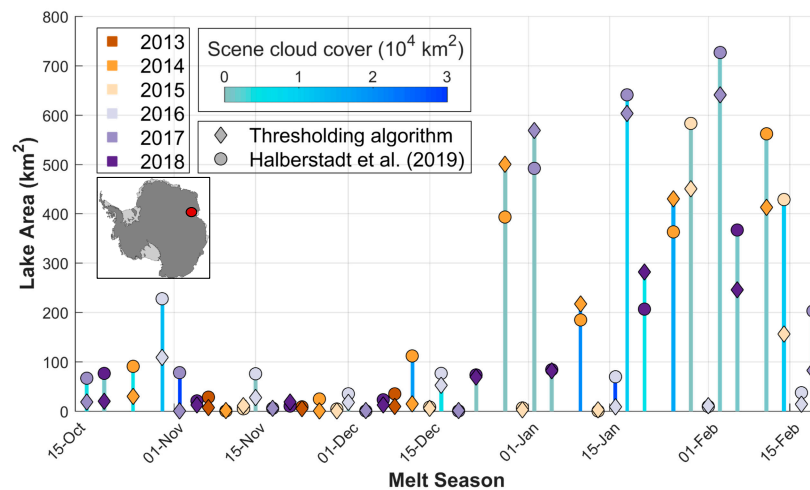 800
700
600
500
400
300
200
100
0
Lake Area (km²)
2013
2014
2015
2016
2017
2018
Scene cloud cover (10⁴ km²)
0 1 2 3
Thresholding algorithm
Halberstadt et al. (2019)
15-Oct 01-Nov 15-Nov 01-Dec 15-Dec 01-Jan 15-Jan 01-Feb 15-Feb
Melt Season